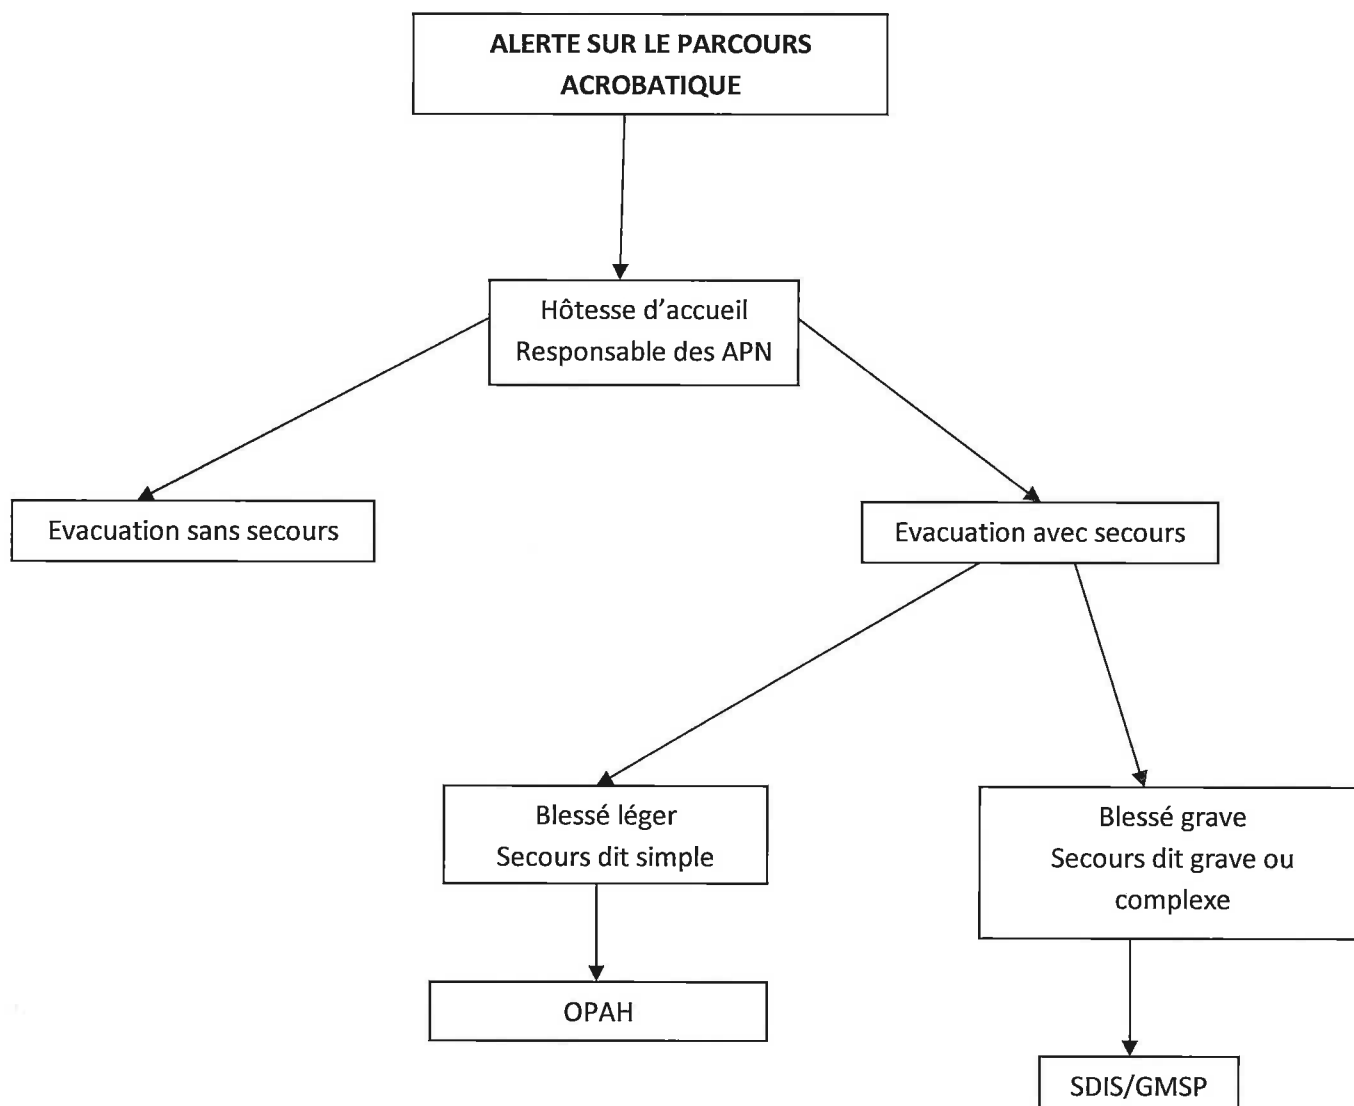 ALERTE SUR LE PARCOURS
ACROBATIQUE
Hôtesse d'accueil
Responsable des APN
Evacuation sans secours
Evacuation avec secours
Blessé léger
Secours dit simple
Blessé grave
Secours dit grave ou
complexe
OPAH
SDIS/GMSP